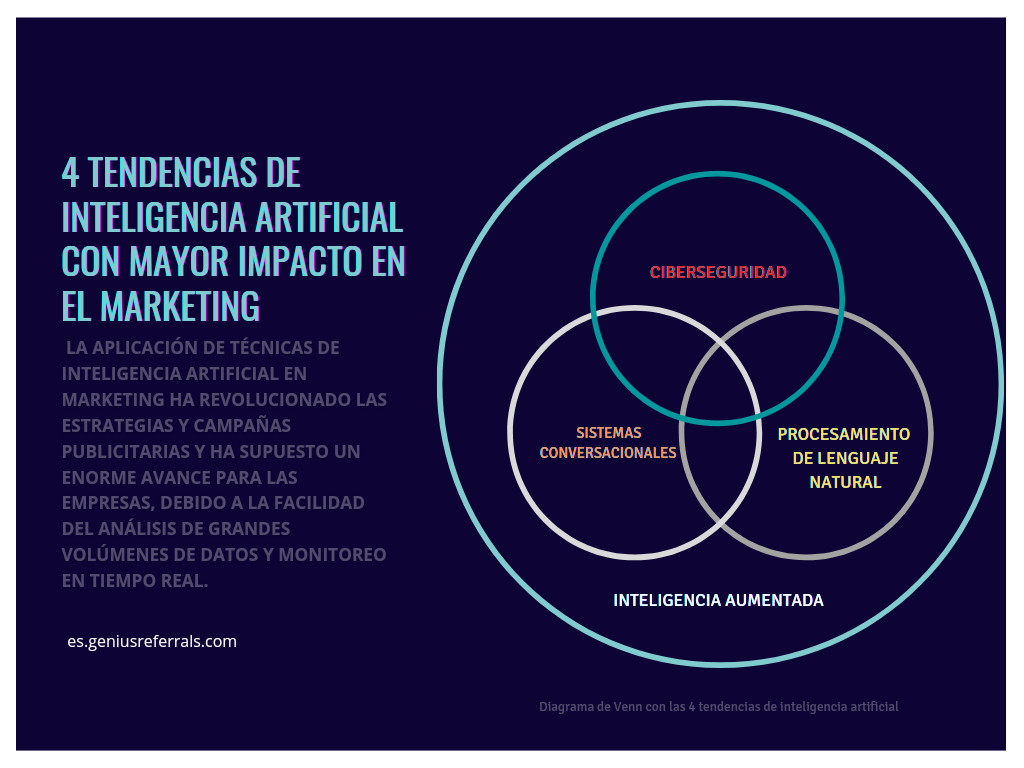 4 TENDENCIAS DE
INTELIGENCIA ARTIFICIAL
CON MAYOR IMPACTO EN
EL MARKETING
LA APLICACIÓN DE TÉCNICAS DE
INTELIGENCIA ARTIFICIAL EN
MARKETING HA REVOLUCIONADO LAS
ESTRATEGIAS Y CAMPAÑAS
PUBLICITARIAS Y HA SUPUESTO UN
ENORME AVANCE PARA LAS
EMPRESAS, DEBIDO A LA FACILIDAD
DEL ANÁLISIS DE GRANDES
VOLÚMENES DE DATOS Y MONITOREO
EN TIEMPO REAL.
es.geniusreferrals.com
CIBERSEGURIDAD
SISTEMAS
CONVERSACIONALES
PROCESAMIENTO
DE LENGUAJE
NATURAL
INTELIGENCIA AUMENTADA
Diagrama de Venn con las 4 tendencias de inteligencia artificial